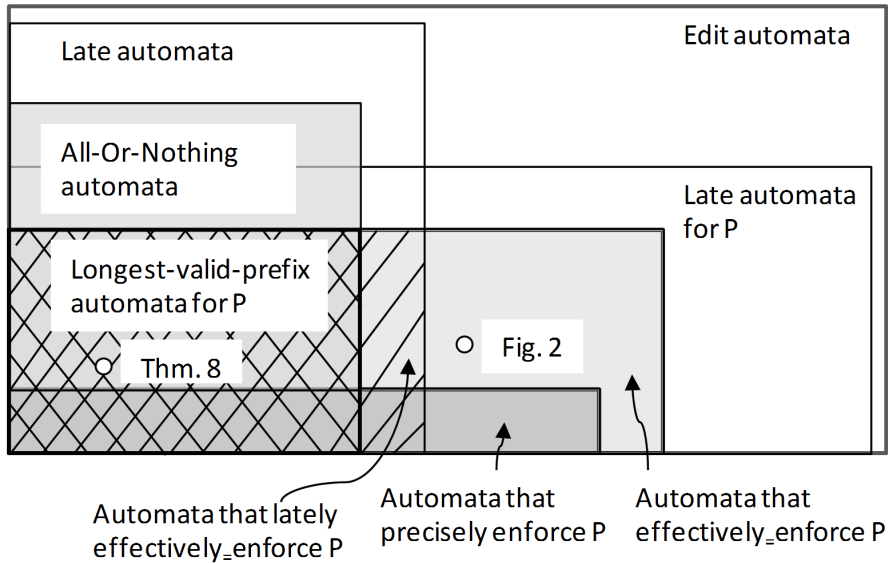 Edit automata
Late automata
All-Or-Nothing
automata
Late automata
for P
Longest-valid-prefix
automata for P
Fig. 2
Thm. 8
Automata that lately
effectively=enforce P
Automata that
precisely enforce P
Automata that
effectively=enforce P